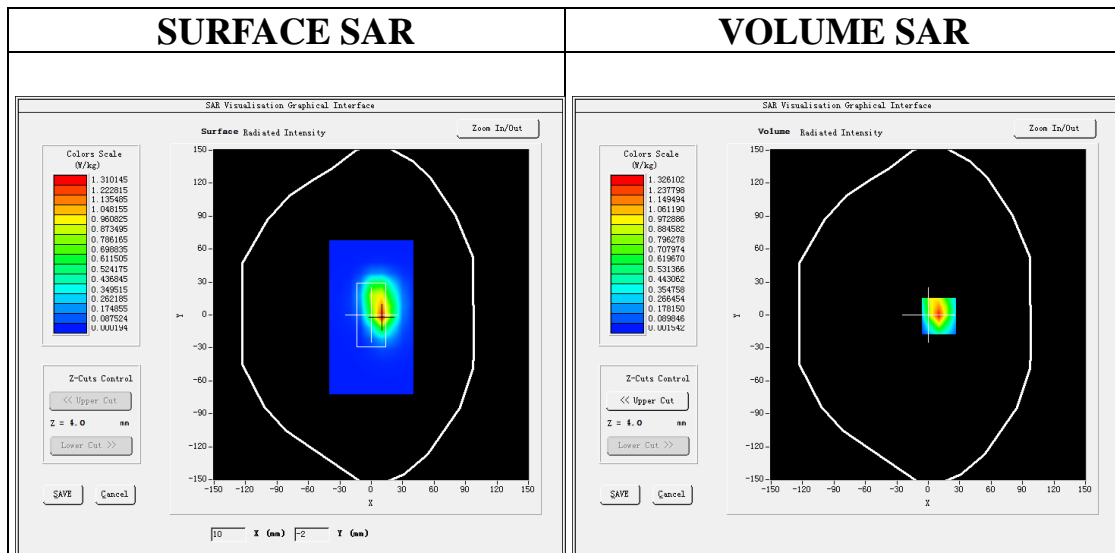 SURFACE SAR
VOLUME SAR
SAR Visualisation Graphical Interface
Surface Radiated Intensity
Zoom In/Out
Colors Scale
(W/kg)
1.310145
1.222815
1.135485
1.048155
0.960825
0.873495
0.786165
0.698835
0.611505
0.524175
0.436845
0.349515
0.262185
0.174855
0.087524
0.000194
Z-Cuts Control
<< Upper Cut
Z = 4.0 mm
Lower Cut >>
SAVE
Cancel
150
120
90
60
30
0
-30
-60
-90
-120
-150
Y
-150 -120 -90 -60 -30 0 30 60 90 120 150
X
10 X (mm) -2 Y (mm)
SAR Visualisation Graphical Interface
Volume Radiated Intensity
Zoom In/Out
Colors Scale
(W/kg)
1.326102
1.237798
1.149494
1.061190
0.972886
0.884582
0.796278
0.707974
0.619670
0.531366
0.443062
0.354758
0.266454
0.178150
0.089846
0.001542
Z-Cuts Control
<< Upper Cut
Z = 4.0 mm
Lower Cut >>
SAVE
Cancel
150
120
90
60
30
0
-30
-60
-90
-120
-150
Y
-150 -120 -90 -60 -30 0 30 60 90 120 150
X